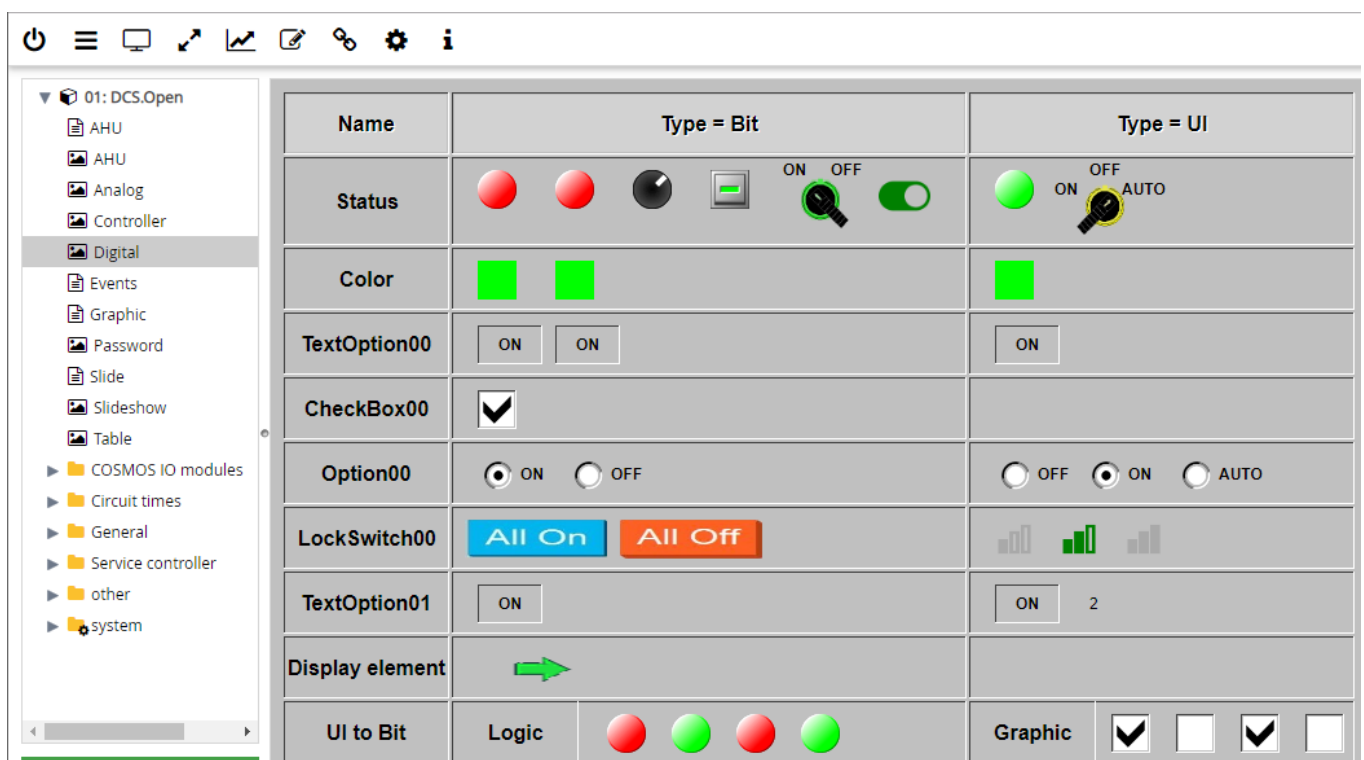 01: DCS.Open
AHU
AHU
Analog
Controller
Digital
Events
Graphic
Password
Slide
Slideshow
Table
COSMOS IO modules
Circuit times
General
Service controller
other
system
Name Type = Bit Type = UI
Status ON OFF ON OFF AUTO
Color
TextOption00 ON ON ON
CheckBox00
Option00 ON OFF OFF ON AUTO
LockSwitch00 All On All Off
TextOption01 ON ON 2
Display element
UI to Bit Logic Graphic